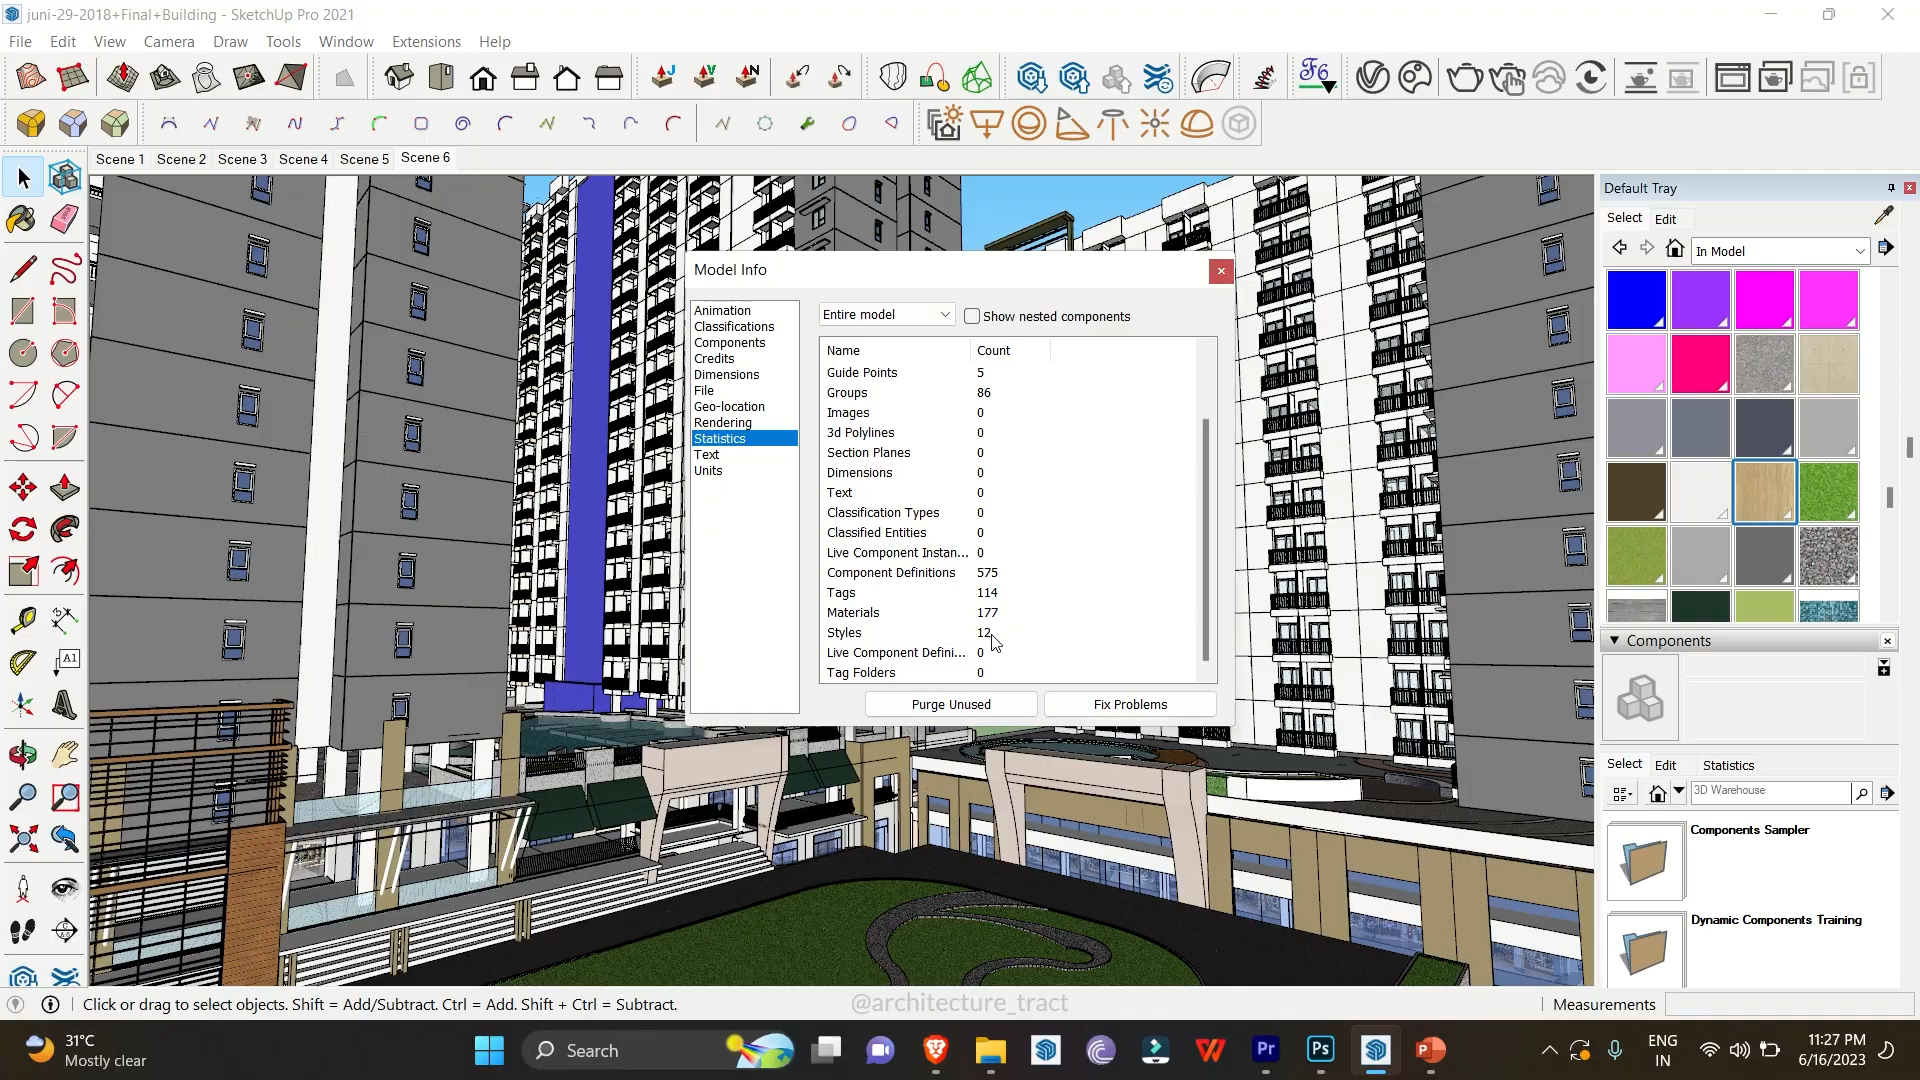 juni-29-2018+Final+Building - SketchUp Pro 2021
File Edit View Camera Draw Tools Window Extensions Help
Scene 1 Scene 2 Scene 3 Scene 4 Scene 5 Scene 6
Default Tray
Select Edit
In Model
Model Info
Animation
Classifications
Components
Credits
Dimensions
File
Geo-location
Rendering
Statistics
Text
Units
Entire model Show nested components
Name Count
Guide Points 5
Groups 86
Images 0
3d Polylines 0
Section Planes 0
Dimensions 0
Text 0
Classification Types 0
Classified Entities 0
Live Component Instan... 0
Component Definitions 575
Tags 114
Materials 177
Styles 12
Live Component Defini... 0
Tag Folders 0
Purge Unused Fix Problems
Components
Select Edit Statistics
3D Warehouse
Components Sampler
Dynamic Components Training
Click or drag to select objects. Shift = Add/Subtract. Ctrl = Add. Shift + Ctrl = Subtract.
@architecture_tract
Measurements
31°C
Mostly clear
Search
Pr
Ps
ENG
IN
11:27 PM
6/16/2023